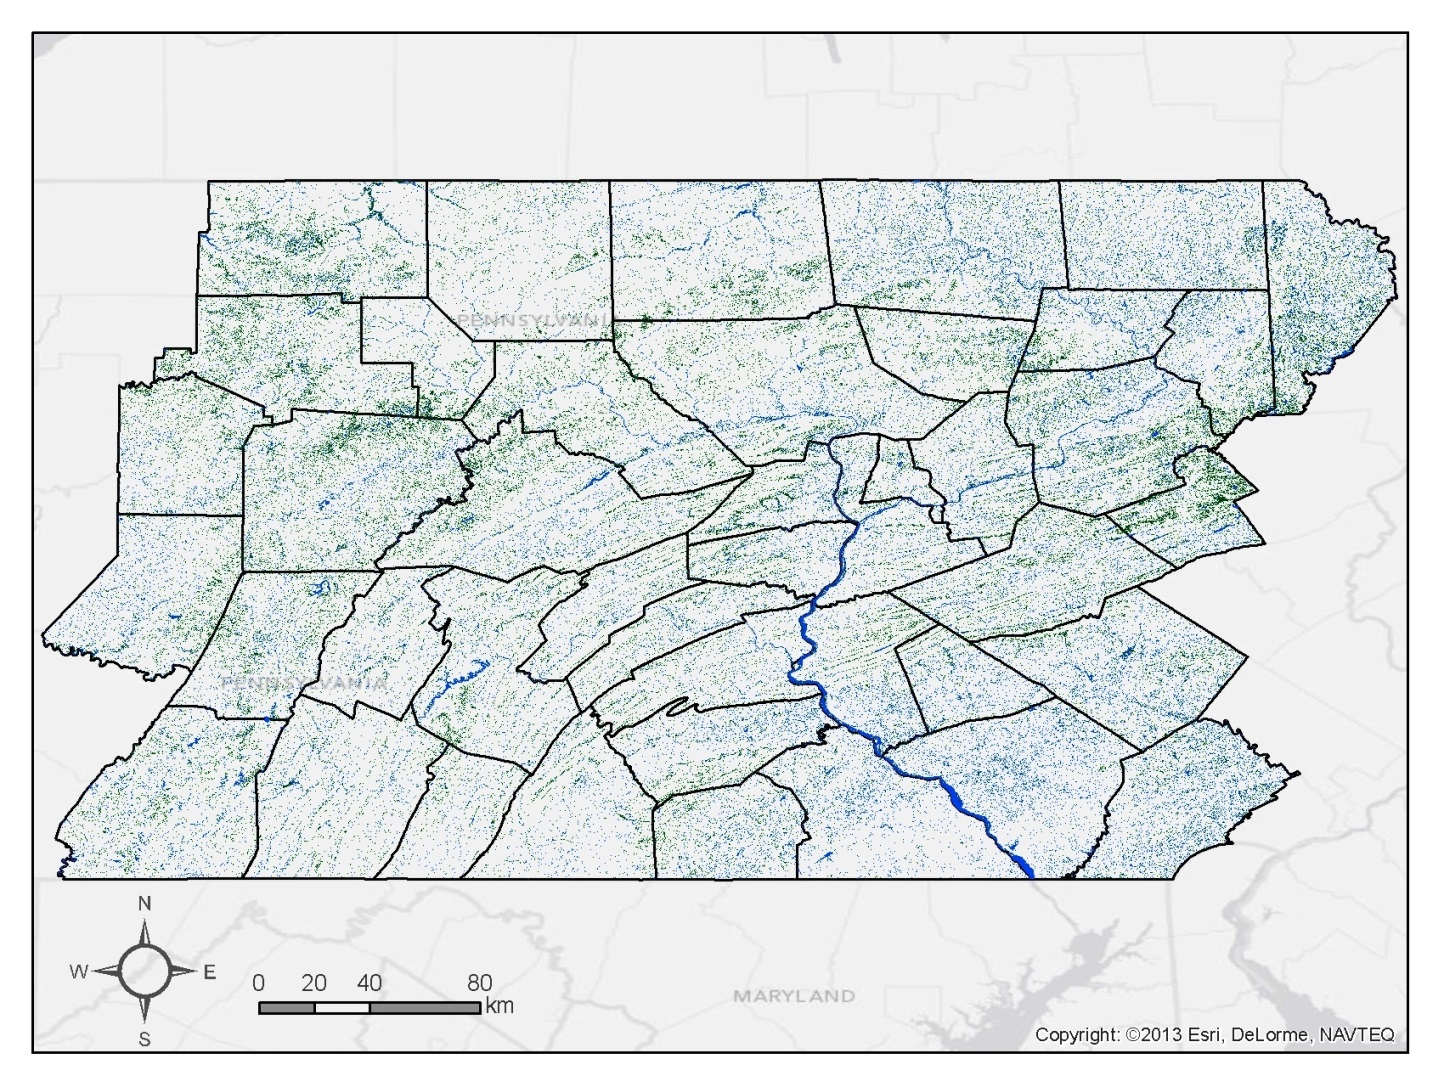 PENNSYLVANIA
PENNSYLVANIA
N
W E
S
0 20 40 80
km
MARYLAND
Copyright: ©2013 Esri, DeLorme, NAVTEQ